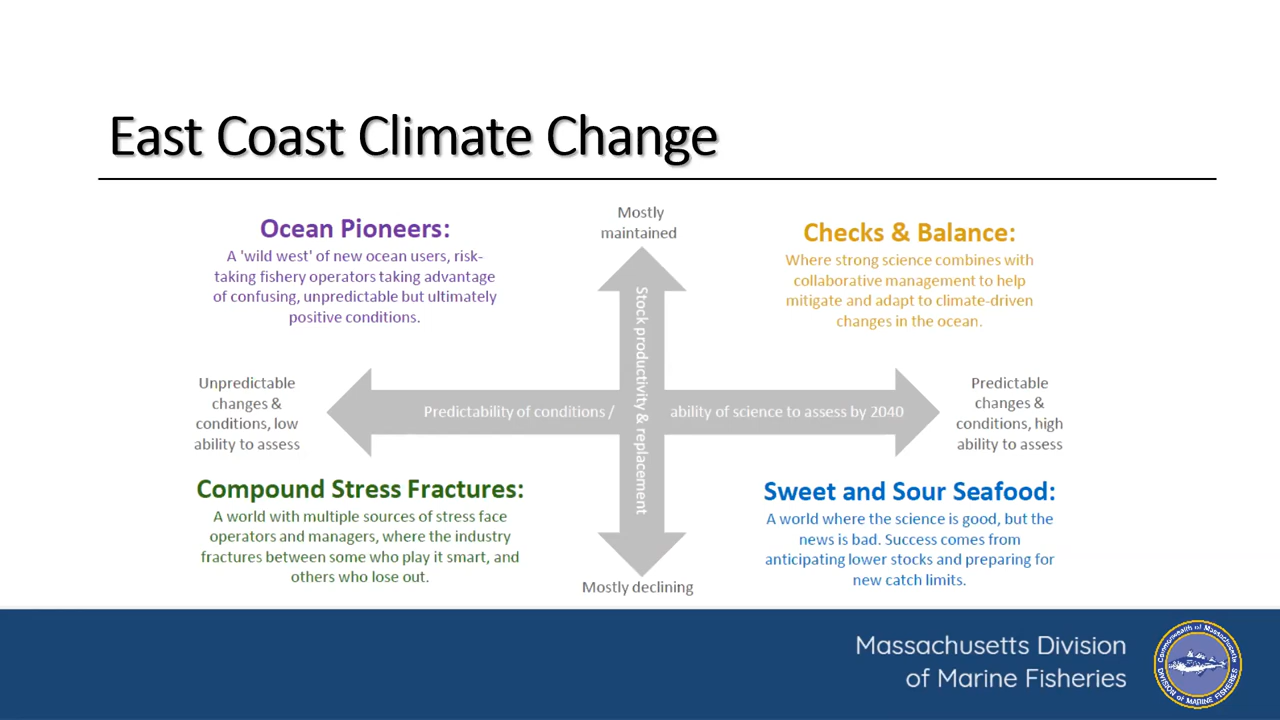 East Coast Climate Change
Mostly
maintained
Ocean Pioneers:
A 'wild west' of new ocean users, risk-
taking fishery operators taking advantage
of confusing, unpredictable but ultimately
positive conditions.
Checks & Balance:
Where strong science combines with
collaborative management to help
mitigate and adapt to climate-driven
changes in the ocean.
Stock productivity & replacement
Unpredictable
changes &
conditions, low
ability to assess
Predictability of conditions / ability of science to assess by 2040
Predictable
changes &
conditions, high
ability to assess
Compound Stress Fractures:
A world with multiple sources of stress face
operators and managers, where the industry
fractures between some who play it smart, and
others who lose out.
Sweet and Sour Seafood:
A world where the science is good, but the
news is bad. Success comes from
anticipating lower stocks and preparing for
new catch limits.
Mostly declining
Massachusetts Division
of Marine Fisheries
Commonwealth of Massachusetts
DIVISION of MARINE FISHERIES